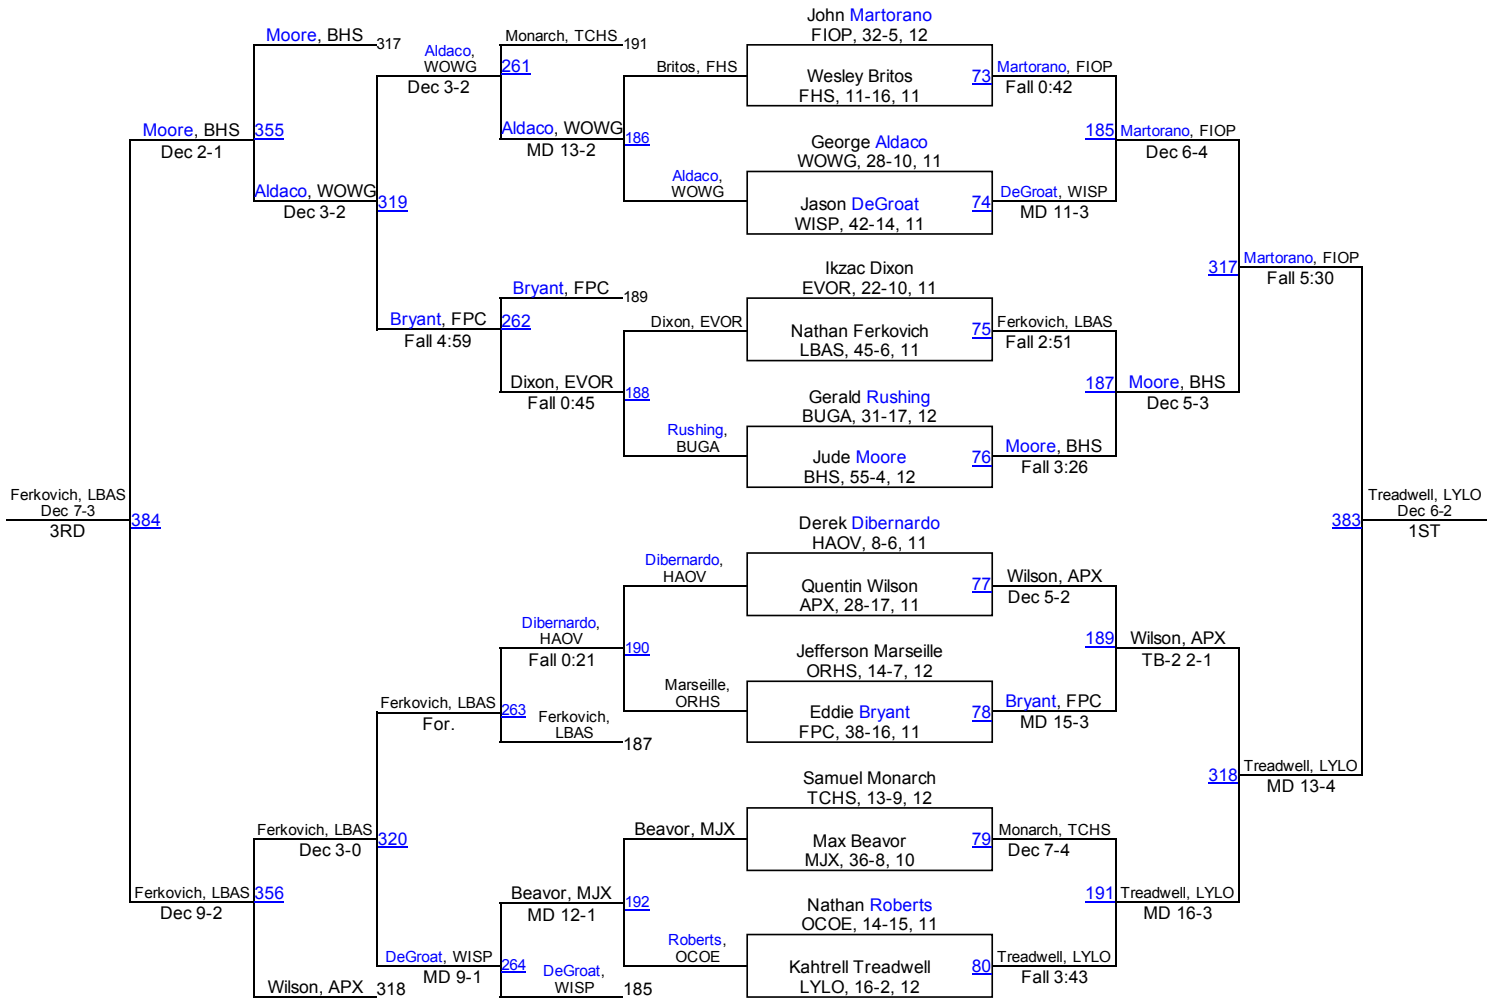 Moore, BHS
317
Aldaco,
WOWG
Dec 3-2
261
Monarch, TCHS
191
Aldaco, WOWG
MD 13-2
186
Britos, FHS
Aldaco,
WOWG
Moore, BHS
Dec 2-1
355
Aldaco, WOWG
Dec 3-2
319
Bryant, FPC
Fall 4:59
262
Bryant, FPC
189
Dixon, EVOR
Fall 0:45
188
Dixon, EVOR
Rushing,
BUGA
Ferkovich, LBAS
Dec 7-3
3RD
384
Dibernardo,
HAOV
Fall 0:21
190
Dibernardo,
HAOV
Marseille,
ORHS
Ferkovich, LBAS
For.
263
Ferkovich,
LBAS
187
Ferkovich, LBAS
Dec 3-0
320
Ferkovich, LBAS
Dec 9-2
356
Beavor, MJX
MD 12-1
192
Beavor, MJX
Roberts,
OCOE
DeGroat, WISP
MD 9-1
264
DeGroat,
WISP
185
Wilson, APX
318
John Martorano
FIOP, 32-5, 12
Wesley Britos
FHS, 11-16, 11
73
George Aldaco
WOWG, 28-10, 11
Jason DeGroat
WISP, 42-14, 11
74
Ikzac Dixon
EVOR, 22-10, 11
Nathan Ferkovich
LBAS, 45-6, 11
75
Gerald Rushing
BUGA, 31-17, 12
Jude Moore
BHS, 55-4, 12
76
Derek Dibernardo
HAOV, 8-6, 11
Quentin Wilson
APX, 28-17, 11
77
Jefferson Marseille
ORHS, 14-7, 12
Eddie Bryant
FPC, 38-16, 11
78
Samuel Monarch
TCHS, 13-9, 12
Max Beavor
MJX, 36-8, 10
79
Nathan Roberts
OCOE, 14-15, 11
Kahtrell Treadwell
LYLO, 16-2, 12
80
Martorano, FIOP
Fall 0:42
DeGroat, WISP
MD 11-3
185
Martorano, FIOP
Dec 6-4
Ferkovich, LBAS
Fall 2:51
Moore, BHS
Fall 3:26
187
Moore, BHS
Dec 5-3
317
Martorano, FIOP
Fall 5:30
Wilson, APX
Dec 5-2
Bryant, FPC
MD 15-3
189
Wilson, APX
TB-2 2-1
Monarch, TCHS
Dec 7-4
Treadwell, LYLO
Fall 3:43
191
Treadwell, LYLO
MD 16-3
318
Treadwell, LYLO
MD 13-4
383
Treadwell, LYLO
Dec 6-2
1ST